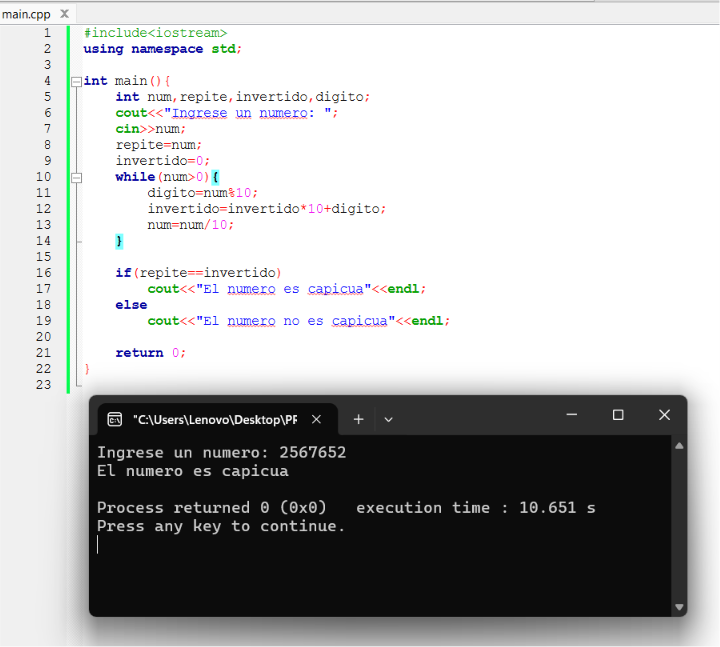 main.cpp X
1 #include<iostream>
2 using namespace std;
3
4 int main(){
5 int num,repite,invertido,digito;
6 cout<<"Ingrese un numero: ";
7 cin>>num;
8 repite=num;
9 invertido=0;
10 while(num>0){
11 digito=num%10;
12 invertido=invertido*10+digito;
13 num=num/10;
14 }
15
16 if(repite==invertido)
17 cout<<"El numero es capicua"<<endl;
18 else
19 cout<<"El numero no es capicua"<<endl;
20
21 return 0;
22 }
23
"C:\Users\Lenovo\Desktop\PF
Ingrese un numero: 2567652
El numero es capicua
Process returned 0 (0x0) execution time : 10.651 s
Press any key to continue.